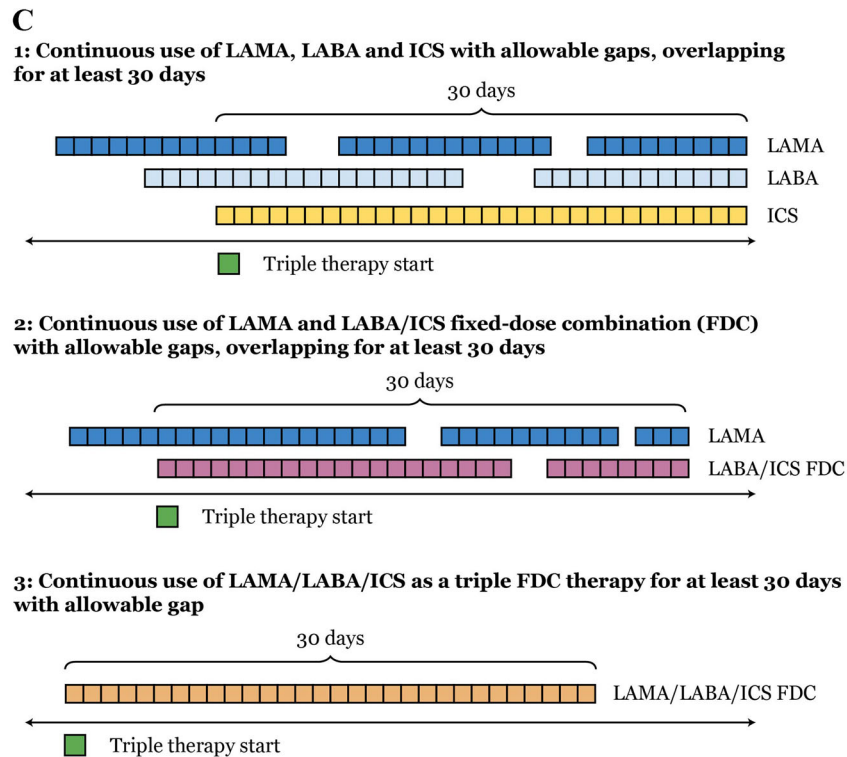 C
1: Continuous use of LAMA, LABA and ICS with allowable gaps, overlapping
for at least 30 days
30 days
LAMA
LABA
ICS
Triple therapy start
2: Continuous use of LAMA and LABA/ICS fixed-dose combination (FDC)
with allowable gaps, overlapping for at least 30 days
30 days
LAMA
LABA/ICS FDC
Triple therapy start
3: Continuous use of LAMA/LABA/ICS as a triple FDC therapy for at least 30 days
with allowable gap
30 days
LAMA/LABA/ICS FDC
Triple therapy start